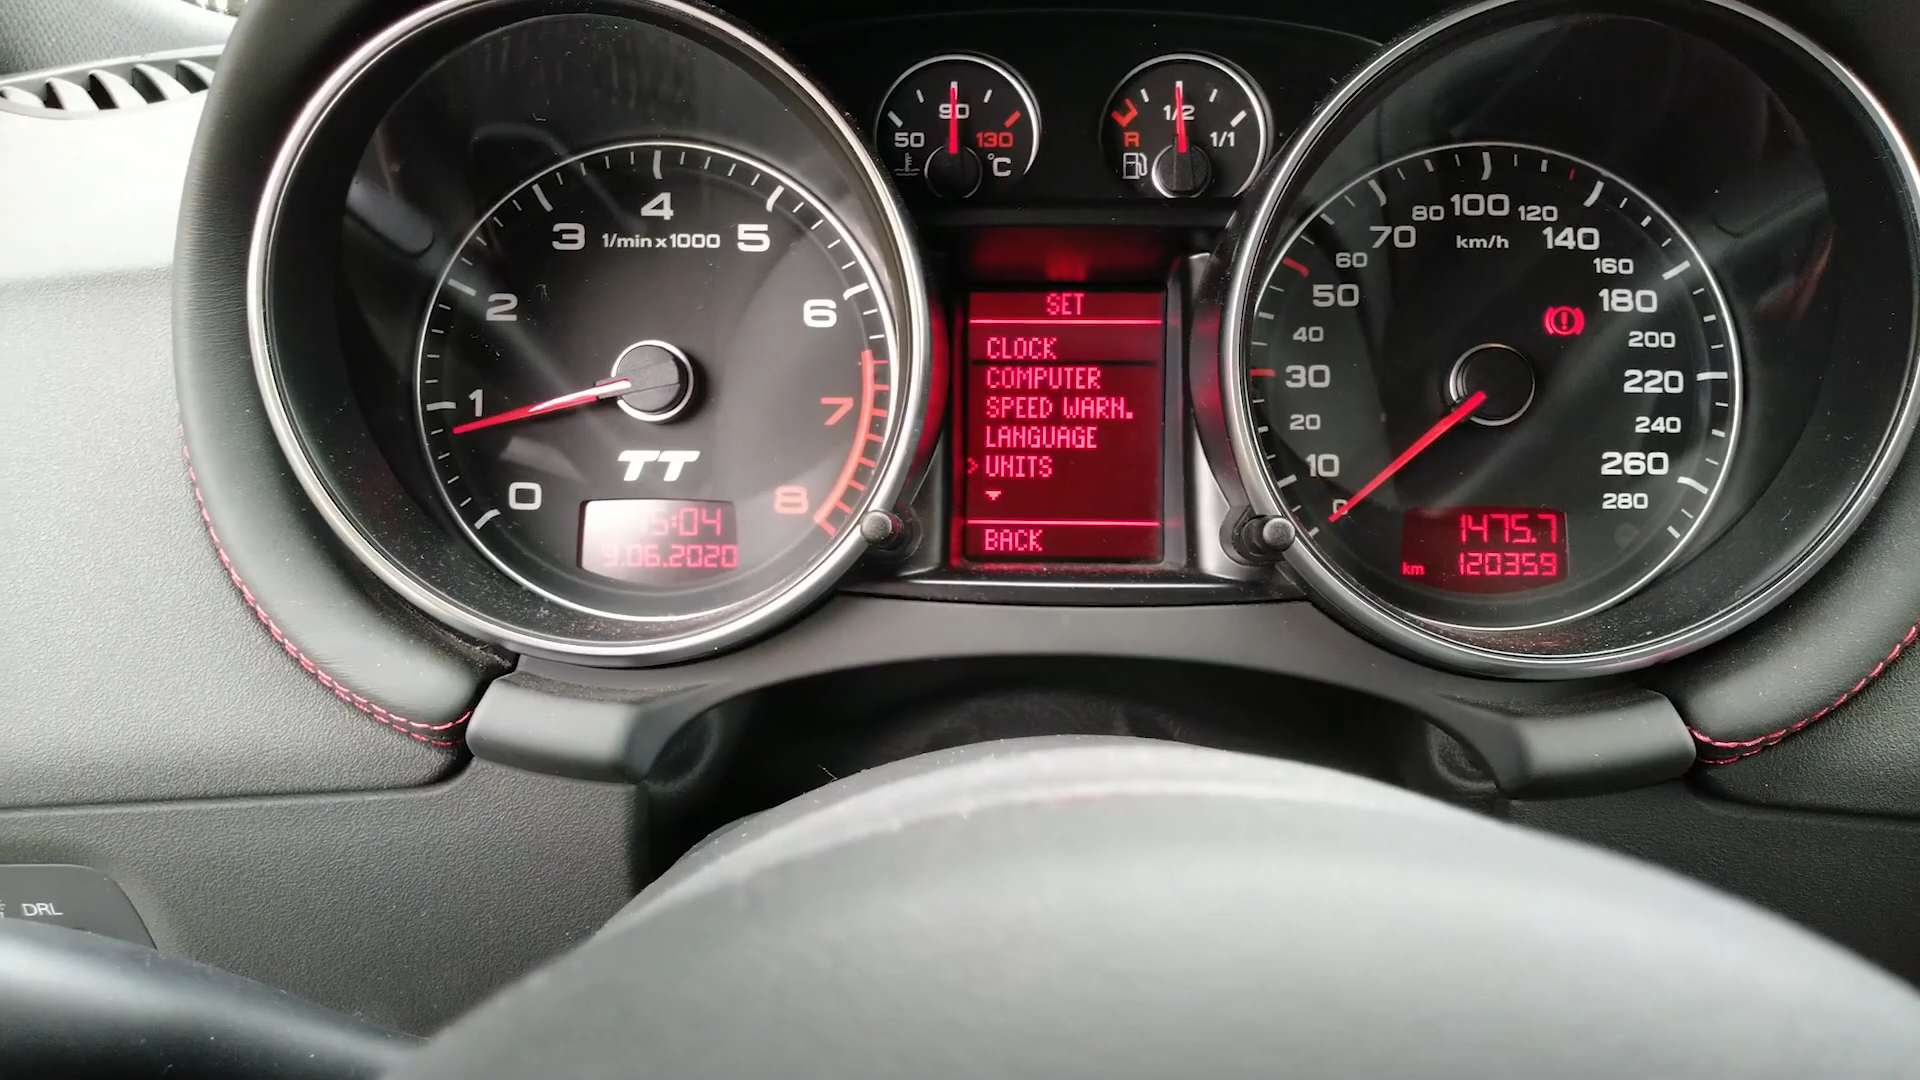 4
3 1/min x 1000 5
2 6
1 7
TT
0 8
5:04
9.06.2020
90
50 130
°C
1/2
R 1/1
SET
CLOCK
COMPUTER
SPEED WARN.
LANGUAGE
> UNITS
BACK
80 100 120
70 km/h 140
60 160
50 180
40 200
30 220
20 240
10 260
0 280
1475.7
km 120359
DRL